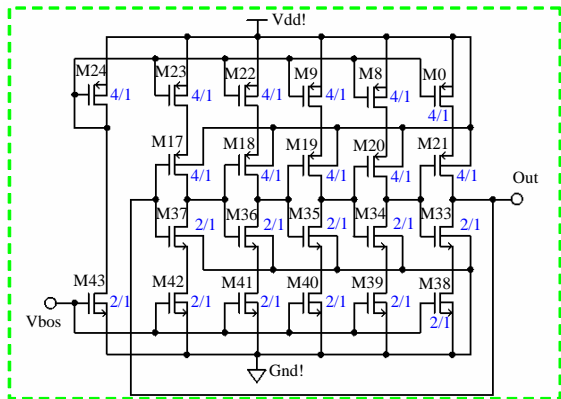 Vdd!
M24 M23 M22 M9 M8 M0
4/1 4/1 4/1 4/1 4/1 4/1
M17 M18 M19 M20 M21
4/1 4/1 4/1 4/1 4/1
Out
M37 M36 M35 M34 M33
2/1 2/1 2/1 2/1 2/1
M43 M42 M41 M40 M39 M38
2/1 2/1 2/1 2/1 2/1 2/1
Vbos
Gnd!